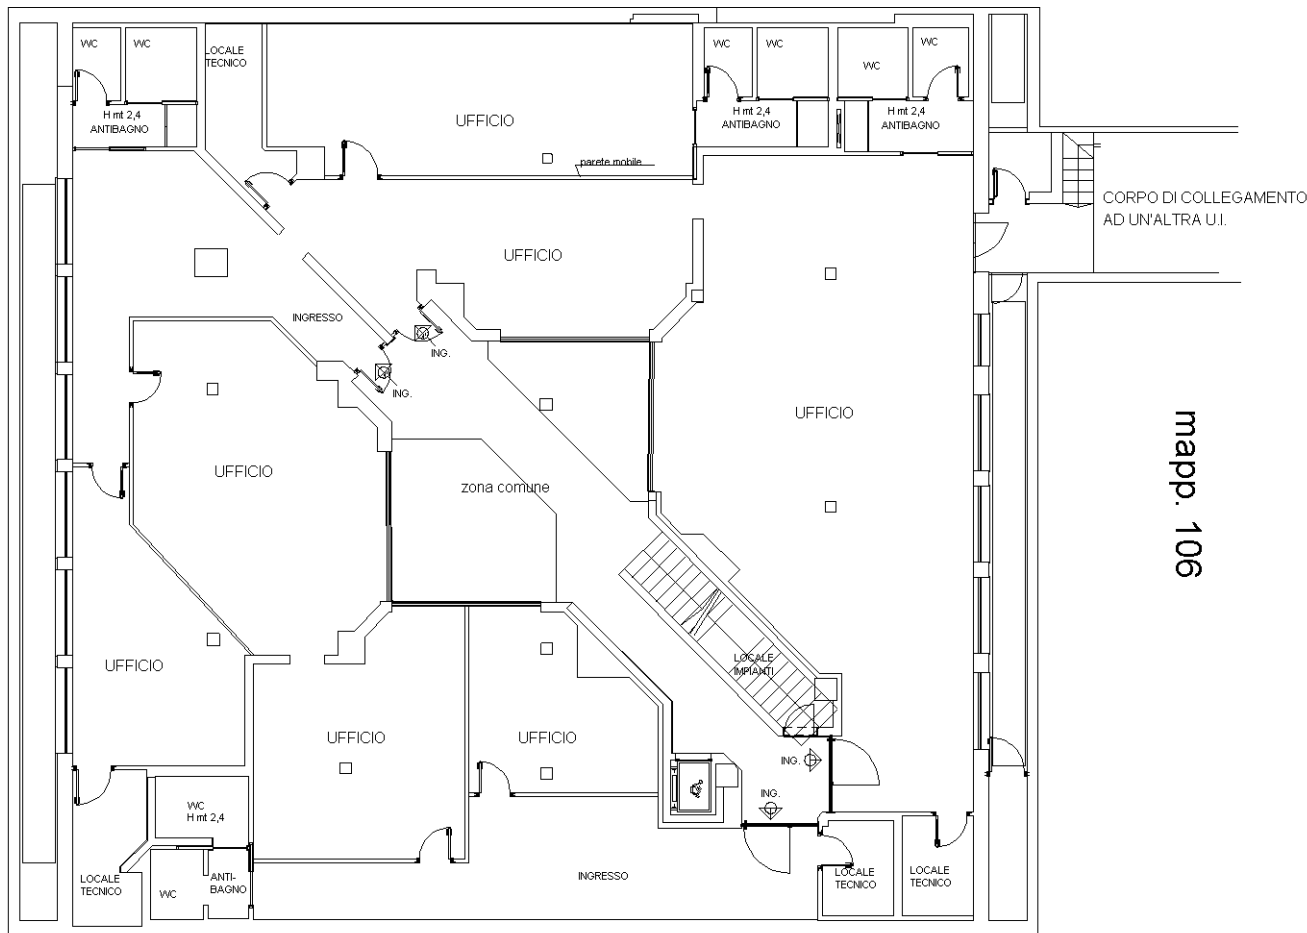 WC
WC
LOCALE
TECNICO
H mt 2,4
ANTIBAGNO
UFFICIO
parete mobile
WC
WC
WC
WC
H mt 2,4
ANTIBAGNO
H mt 2,4
ANTIBAGNO
CORPO DI COLLEGAMENTO
AD UN'ALTRA U.I.
UFFICIO
INGRESSO
ING.
ING.
UFFICIO
UFFICIO
zona comune
mapp. 106
UFFICIO
LOCALE
IMPIANTI
UFFICIO
UFFICIO
ING.
ING.
WC
H mt 2,4
LOCALE
TECNICO
WC
ANTI-
BAGNO
INGRESSO
LOCALE
TECNICO
LOCALE
TECNICO